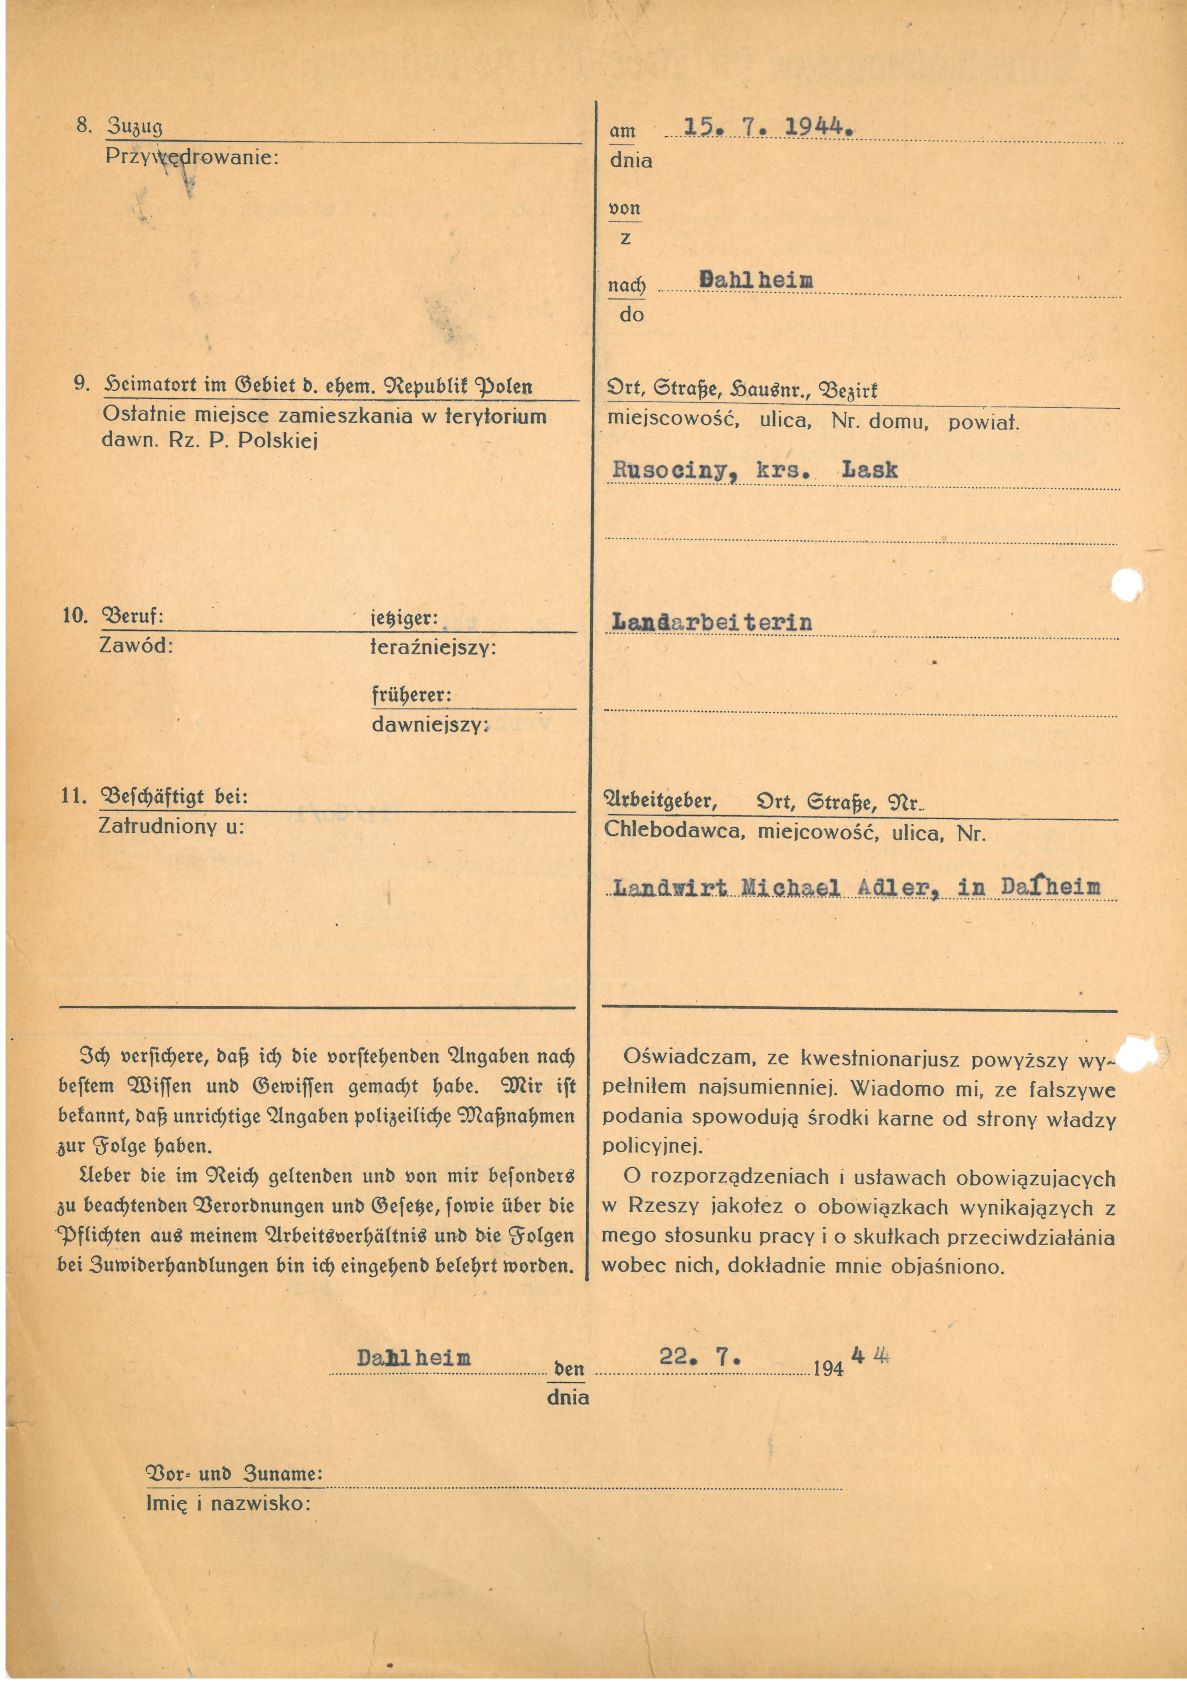 8. Zuzug
Przywędrowanie:
am 15. 7. 1944.
dnia
von
z
nach Dahlheim
do
9. Heimatort im Gebiet d. ehem. Republik Polen
Ostatnie miejsce zamieszkania w terytorium
dawn. Rz. P. Polskiej
Ort, Straße, Hausnr., Bezirk
miejscowość, ulica, Nr. domu, powiat.
Rusociny, krs. Lask
10. Beruf: jetziger:
Zawód: teraźniejszy:
Landarbeiterin
früherer:
dawniejszy:
11. Beschäftigt bei:
Zatrudniony u:
Arbeitgeber, Ort, Straße, Nr.
Chlebodawca, miejcowość, ulica, Nr.
Landwirt Michael Adler, in Dalheim
Ich versichere, daß ich die vorstehenden Angaben nach
bestem Wissen und Gewissen gemacht habe. Mir ist
bekannt, daß unrichtige Angaben polizeiliche Maßnahmen
zur Folge haben.
Ueber die im Reich geltenden und von mir besonders
zu beachtenden Verordnungen und Gesetze, sowie über die
Pflichten aus meinem Arbeitsverhältnis und die Folgen
bei Zuwiderhandlungen bin ich eingehend belehrt worden.
Oświadczam, ze kwestnionarjusz powyższy wy-
pełniłem najsumienniej. Wiadomo mi, ze fałszywe
podania spowodują środki karne od strony władzy
policyjnej.
O rozporządzeniach i ustawach obowiązujacych
w Rzeszy jakotez o obowiązkach wynikajązych z
mego stosunku pracy i o skutkach przeciwdziałánia
wobec nich, dokładnie mnie objaśniono.
Dahlheim den 22. 7. 194 44
dnia
Vor- und Zuname:
Imię i nazwisko: